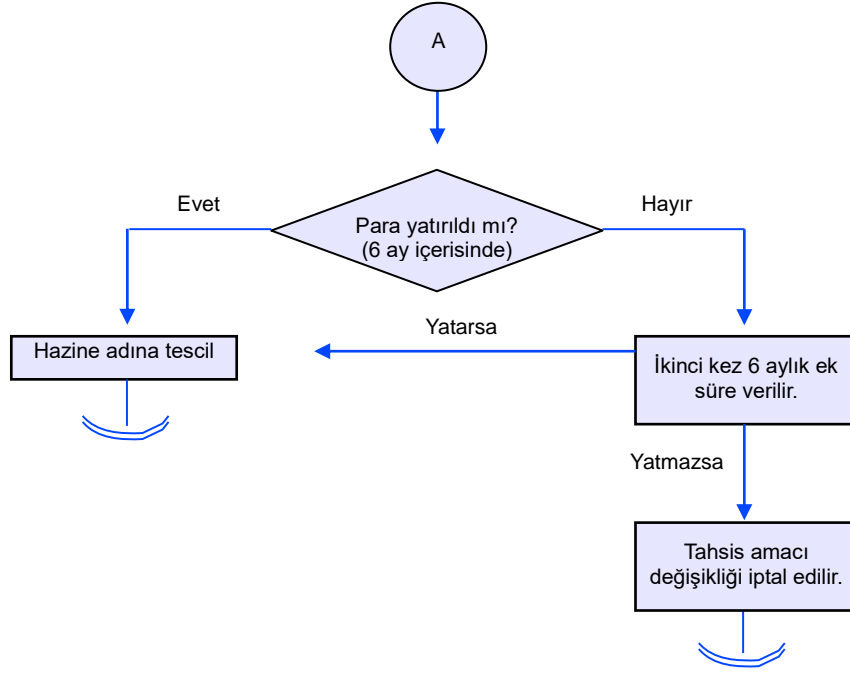 A
Evet
Para yatırıldı mı?
(6 ay içerisinde)
Hayır
Hazine adına tescil
Yatarsa
İkinci kez 6 aylık ek
süre verilir.
Yatmazsa
Tahsis amacı
değişikliği iptal edilir.